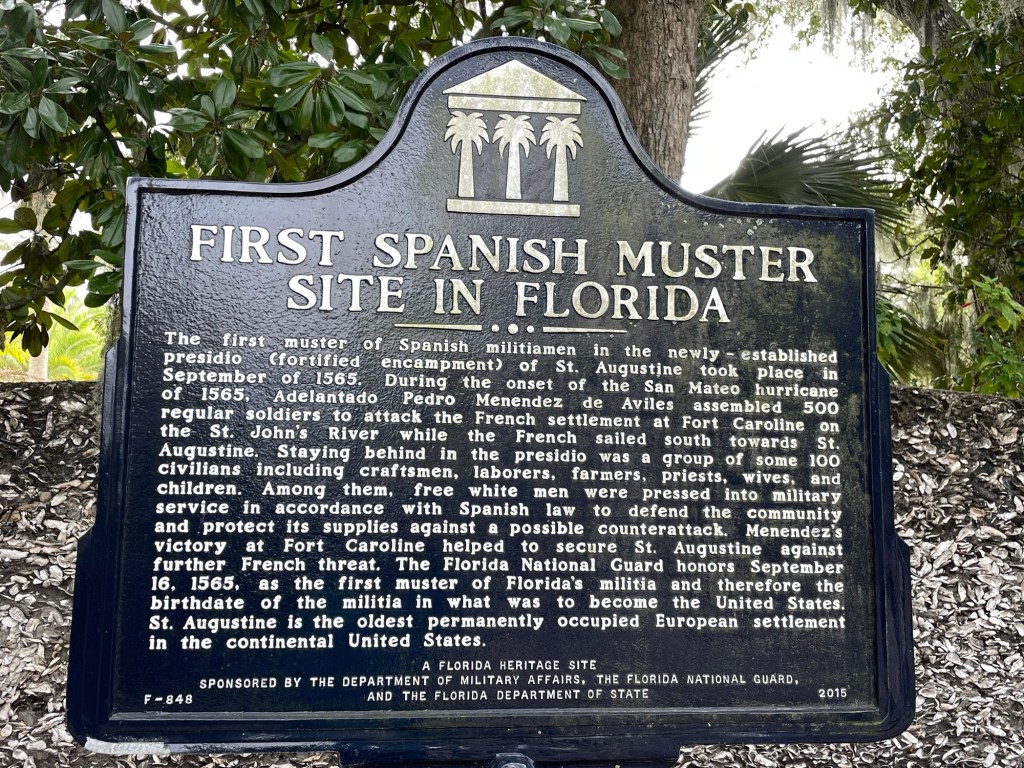 FIRST SPANISH MUSTER
SITE IN FLORIDA
The first muster of Spanish militiamen in the newly-established
presidio (fortified encampment) of St. Augustine took place in
September of 1565. During the onset of the San Mateo hurricane
of 1565, Adelantado Pedro Menendez de Aviles assembled 500
regular soldiers to attack the French settlement at Fort Caroline on
the St. John's River while the French sailed south towards St.
Augustine. Staying behind in the presidio was a group of some 100
civilians including craftsmen, laborers, farmers, priests, wives, and
children. Among them, free white men were pressed into military
service in accordance with Spanish law to defend the community
and protect its supplies against a possible counterattack. Menendez's
victory at Fort Caroline helped to secure St. Augustine against
further French threat. The Florida National Guard honors September
16, 1565, as the first muster of Florida's militia and therefore the
birthdate of the militia in what was to become the United States.
St. Augustine is the oldest permanently occupied European settlement
in the continental United States.
A FLORIDA HERITAGE SITE
SPONSORED BY THE DEPARTMENT OF MILITARY AFFAIRS, THE FLORIDA NATIONAL GUARD,
F-848 AND THE FLORIDA DEPARTMENT OF STATE 2015